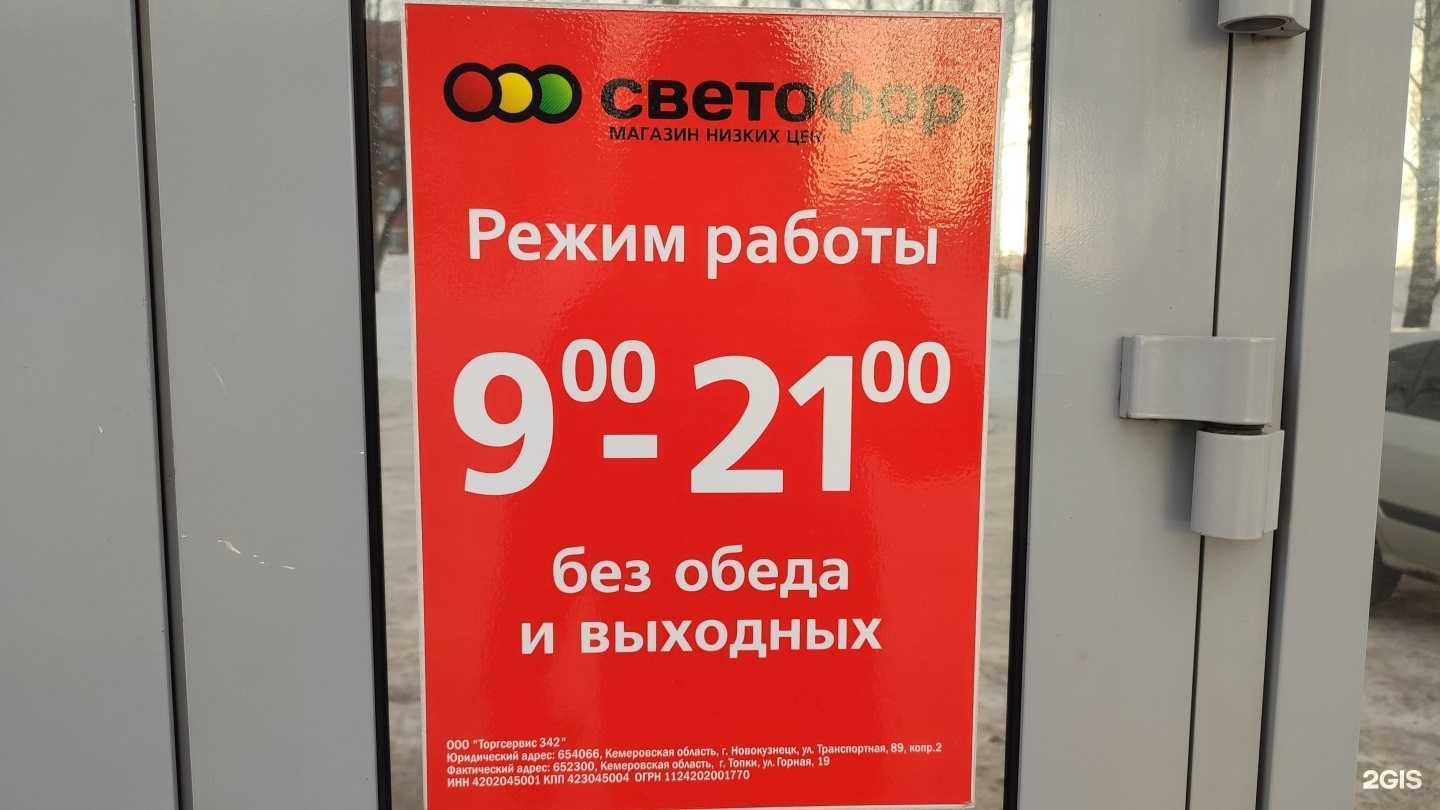 светофор
МАГАЗИН НИЗКИХ ЦЕН
Режим работы
9⁰⁰-21⁰⁰
без обеда
и выходных
ООО "Торгсервис 342"
Юридический адрес: 654066, Кемеровская область, г. Новокузнецк, ул. Транспортная, 89, копр.2
Фактический адрес: 652300, Кемеровская область, г. Топки, ул. Горная, 19
ИНН 4202045001 КПП 423045004 ОГРН 1124202001770
2GIS